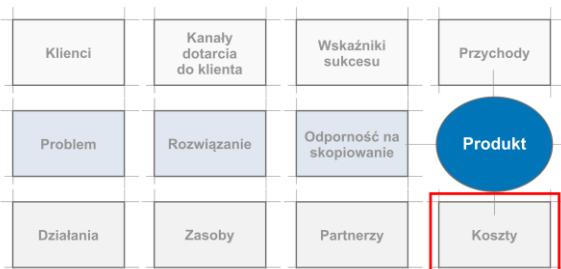 Klienci
Kanały
dotarcia
do klienta
Wskaźniki
sukcesu
Przychody
Problem
Rozwiązanie
Odporność na
skopiowanie
Produkt
Działania
Zasoby
Partnerzy
Koszty